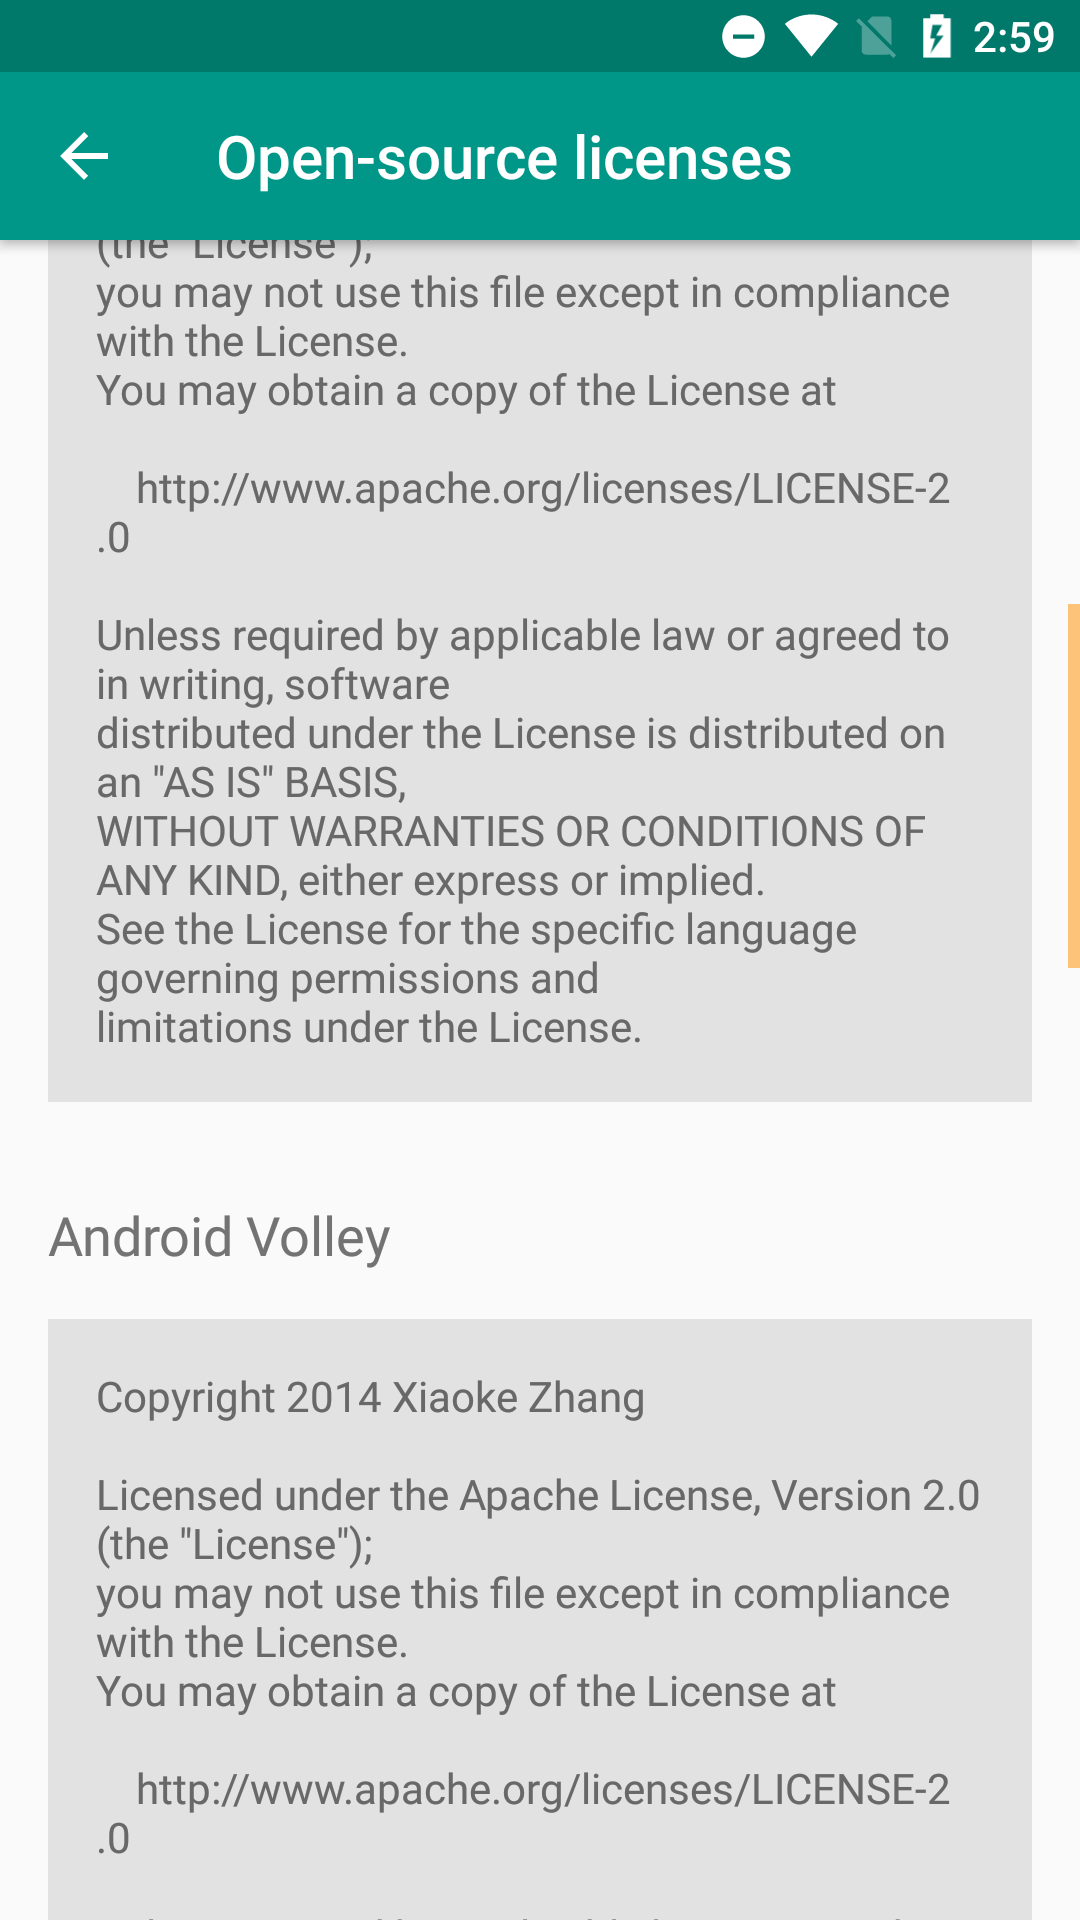 2:59
Open-source licenses
(the "License");
you may not use this file except in compliance
with the License.
You may obtain a copy of the License at
http://www.apache.org/licenses/LICENSE-2
.0
Unless required by applicable law or agreed to
in writing, software
distributed under the License is distributed on
an "AS IS" BASIS,
WITHOUT WARRANTIES OR CONDITIONS OF
ANY KIND, either express or implied.
See the License for the specific language
governing permissions and
limitations under the License.
Android Volley
Copyright 2014 Xiaoke Zhang
Licensed under the Apache License, Version 2.0
(the "License");
you may not use this file except in compliance
with the License.
You may obtain a copy of the License at
http://www.apache.org/licenses/LICENSE-2
.0